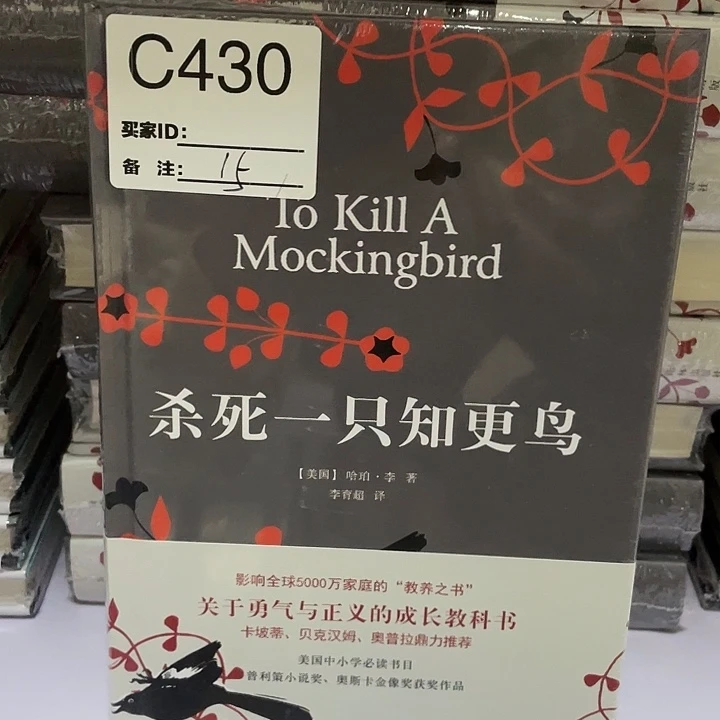 C430
买家ID:
备 注: 15
To Kill A
Mockingbird
杀死一只知更鸟
【美国】哈珀·李 著
李育超 译
影响全球5000万家庭的“教养之书”
关于勇气与正义的成长教科书
卡坡蒂、贝克汉姆、奥普拉鼎力推荐
美国中小学必读书目
普利策小说奖、奥斯卡金像奖获奖作品